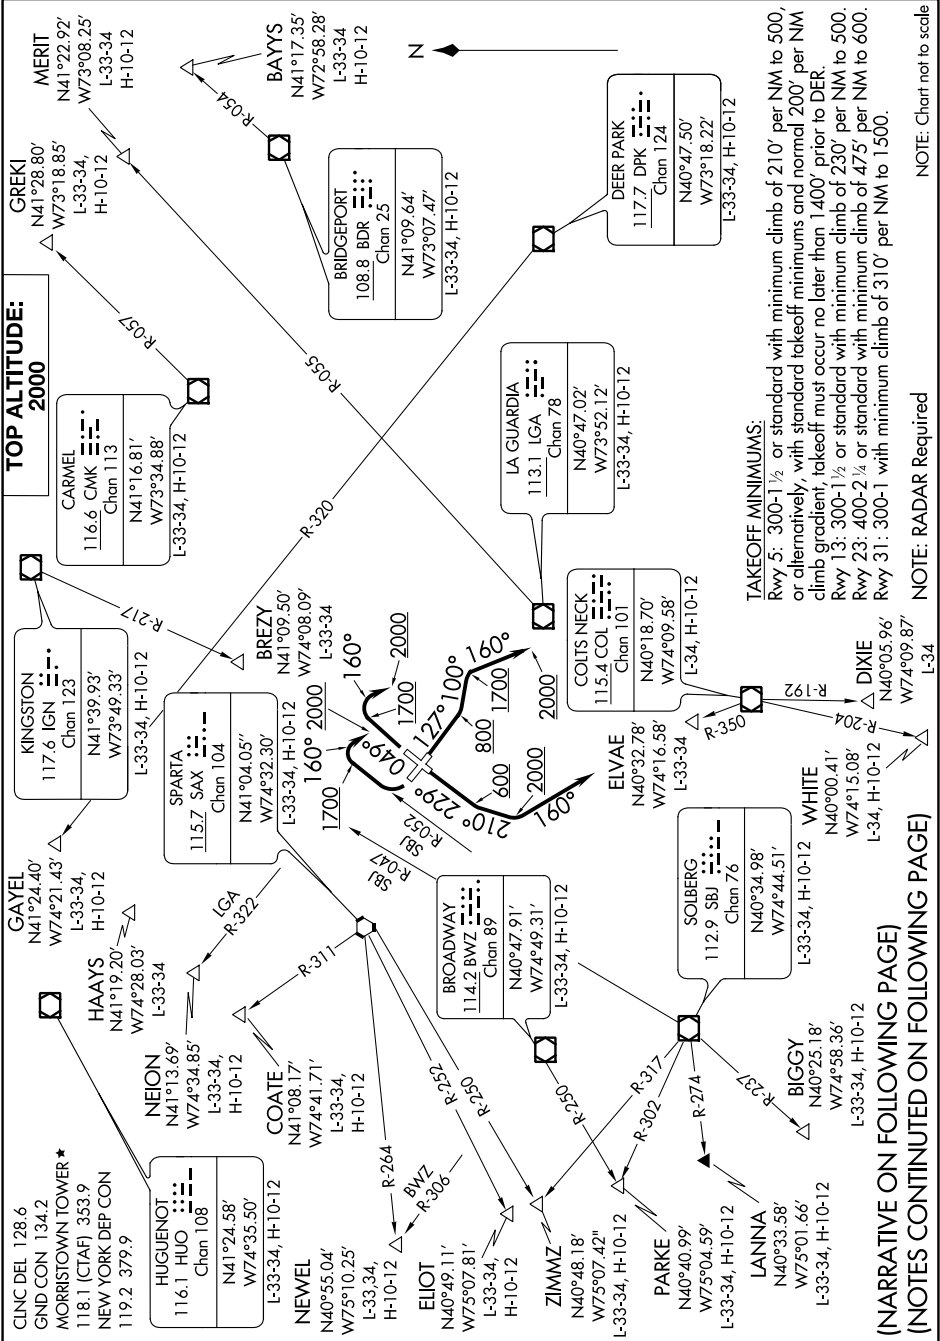 CLNC DEL 128.6
GND CON 134.2
MORRISTOWN TOWER★
118.1 (CTAF) 353.9
NEW YORK DEP CON
119.2 379.9
TOP ALTITUDE:
2000
HUGUENOT
116.1 HUO
Chan 108
N41°24.58′
W74°35.50′
L-33-34, H-10-12
HAAYS
N41°19.20′
W74°28.03′
L-33-34
GAYEL
N41°24.40′
W74°21.43′
L-33-34,
H-10-12
KINGSTON
117.6 IGN
Chan 123
N41°39.93′
W73°49.33′
L-33-34, H-10-12
R-217
CARMEL
116.6 CMK
Chan 113
N41°16.81′
W73°34.88′
L-33-34, H-10-12
R-057
GREKI
N41°28.80′
W73°18.85′
L-33-34,
H-10-12
MERIT
N41°22.92′
W73°08.25′
L-33-34
H-10-12
NEION
N41°13.69′
W74°34.85′
L-33-34,
H-10-12
LGA
R-322
COATE
N41°08.17′
W74°41.71′
L-33-34,
H-10-12
R-311
SPARTA
115.7 SAX
Chan 104
N41°04.05″
W74°32.30′
L-33-34, H-10-12
BREZY
N41°09.50′
W74°08.09′
L-33-34
R-320
R-055
BRIDGEPORT
108.8 BDR
Chan 25
N41°09.64′
W73°07.47′
L-33-34, H-10-12
R-054
BAYYS
N41°17.35′
W72°58.28′
L-33-34
H-10-12
N
NEWEL
N40°55.04′
W75°10.25′
L-33,34,
H-10-12
R-264
BWZ
R-306
R-252
R-250
ELIOT
N40°49.11′
W75°07.81′
L-33-34,
H-10-12
ZIMMZ
N40°48.18′
W75°07.42″
L-33-34, H-10-12
BROADWAY
114.2 BWZ
Chan 89
N40°47.91′
W74°49.31′
L-33-34, H-10-12
R-250
SBJ
R-047
SBJ
R-052
1700
160°
2000
049°
160°
1700
2000
127°
100°
160°
800
1700
2000
229°
600
210°
2000
160°
LA GUARDIA
113.1 LGA
Chan 78
N40°47.02′
W73°52.12′
L-33-34, H-10-12
DEER PARK
117.7 DPK
Chan 124
N40°47.50′
W73°18.22′
L-33-34, H-10-12
PARKE
N40°40.99′
W75°04.59′
L-33-34, H-10-12
R-317
R-302
R-274
R-237
LANNA
N40°33.58′
W75°01.66′
L-33-34, H-10-12
BIGGY
N40°25.18′
W74°58.36′
L-33-34, H-10-12
SOLBERG
112.9 SBJ
Chan 76
N40°34.98′
W74°44.51′
L-33-34, H-10-12
ELVAE
N40°32.78′
W74°16.58′
L-33-34
COLTS NECK
115.4 COL
Chan 101
N40°18.70′
W74°09.58′
L-34, H-10-12
R-350
R-192
R-204
WHITE
N40°00.41′
W74°15.08′
L-34, H-10-12
DIXIE
N40°05.96′
W74°09.87′
L-34
TAKEOFF MINIMUMS:
Rwy 5: 300-1 ½ or standard with minimum climb of 210′ per NM to 500,
or alternatively, with standard takeoff minimums and normal 200′ per NM
climb gradient, takeoff must occur no later than 1400′ prior to DER.
Rwy 13: 300-1 ½ or standard with minimum climb of 230′ per NM to 500.
Rwy 23: 400-2 ¼ or standard with minimum climb of 475′ per NM to 600.
Rwy 31: 300-1 with minimum climb of 310′ per NM to 1500.
NOTE: RADAR Required
NOTE: Chart not to scale
(NARRATIVE ON FOLLOWING PAGE)
(NOTES CONTINUTED ON FOLLOWING PAGE)